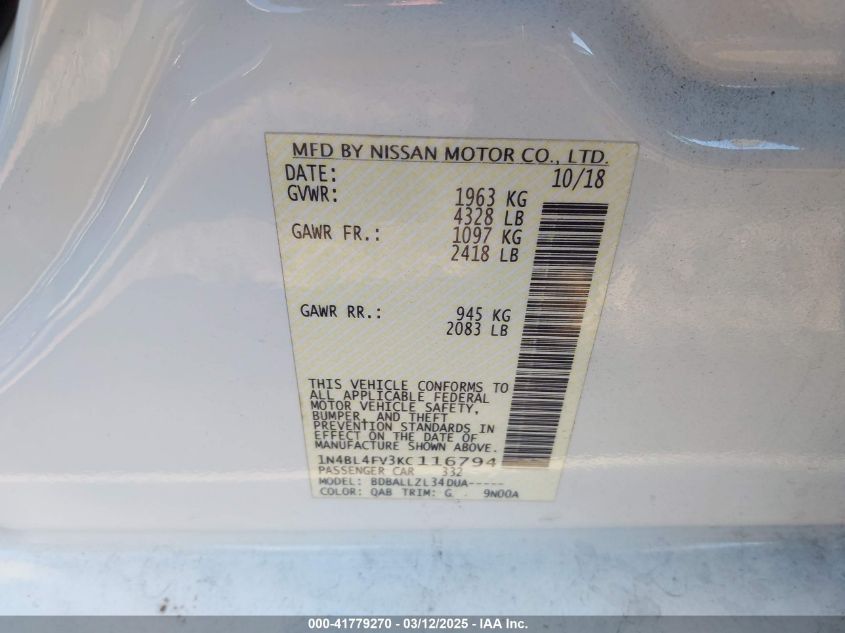 MFD BY NISSAN MOTOR CO., LTD.
DATE: 10/18
GVWR: 1963 KG
4328 LB
GAWR FR.: 1097 KG
2418 LB
GAWR RR.: 945 KG
2083 LB
THIS VEHICLE CONFORMS TO
ALL APPLICABLE FEDERAL
MOTOR VEHICLE SAFETY,
BUMPER, AND THEFT
PREVENTION STANDARDS IN
EFFECT ON THE DATE OF
MANUFACTURE SHOWN ABOVE.
1N4BL4FV3KC116794
PASSENGER CAR 332
MODEL: BDBALLZL34DUA-----
COLOR: QAB TRIM: G 9N00A
000-41779270 - 03/12/2025 - IAA Inc.